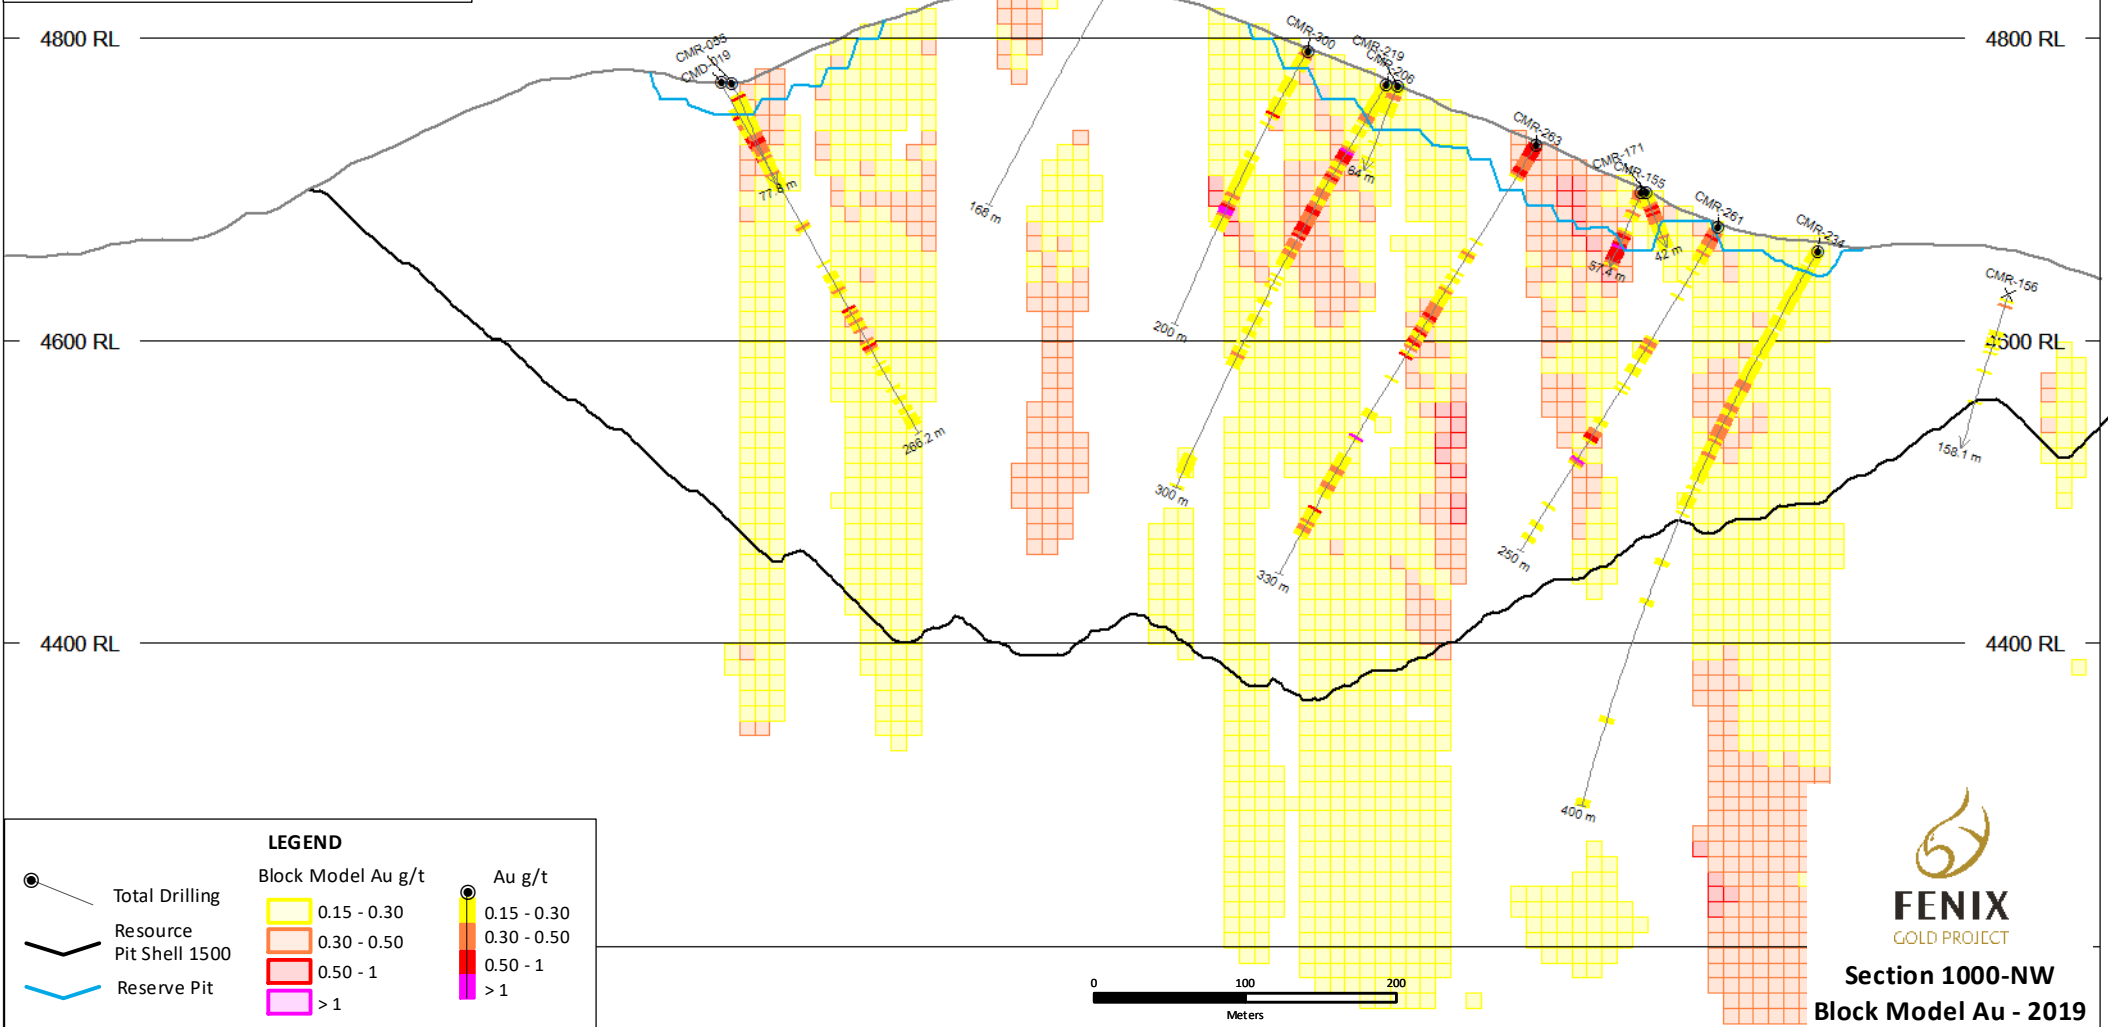 4800 RL
4800 RL
CMR-055
CMD-019
77.8 m
266.2 m
168 m
CMR-300
CMR-219
CMR-206
64 m
200 m
300 m
CMR-263
330 m
CMR-171
CMR-155
57.4 m
42 m
CMR-261
250 m
CMR-234
400 m
CMR-156
158.1 m
4600 RL
4600 RL
4400 RL
4400 RL
LEGEND
Block Model Au g/t
Au g/t
Total Drilling
Resource
Pit Shell 1500
Reserve Pit
0.15 - 0.30
0.30 - 0.50
0.50 - 1
> 1
0.15 - 0.30
0.30 - 0.50
0.50 - 1
> 1
0 100 200
Meters
FENIX
GOLD PROJECT
Section 1000-NW
Block Model Au - 2019